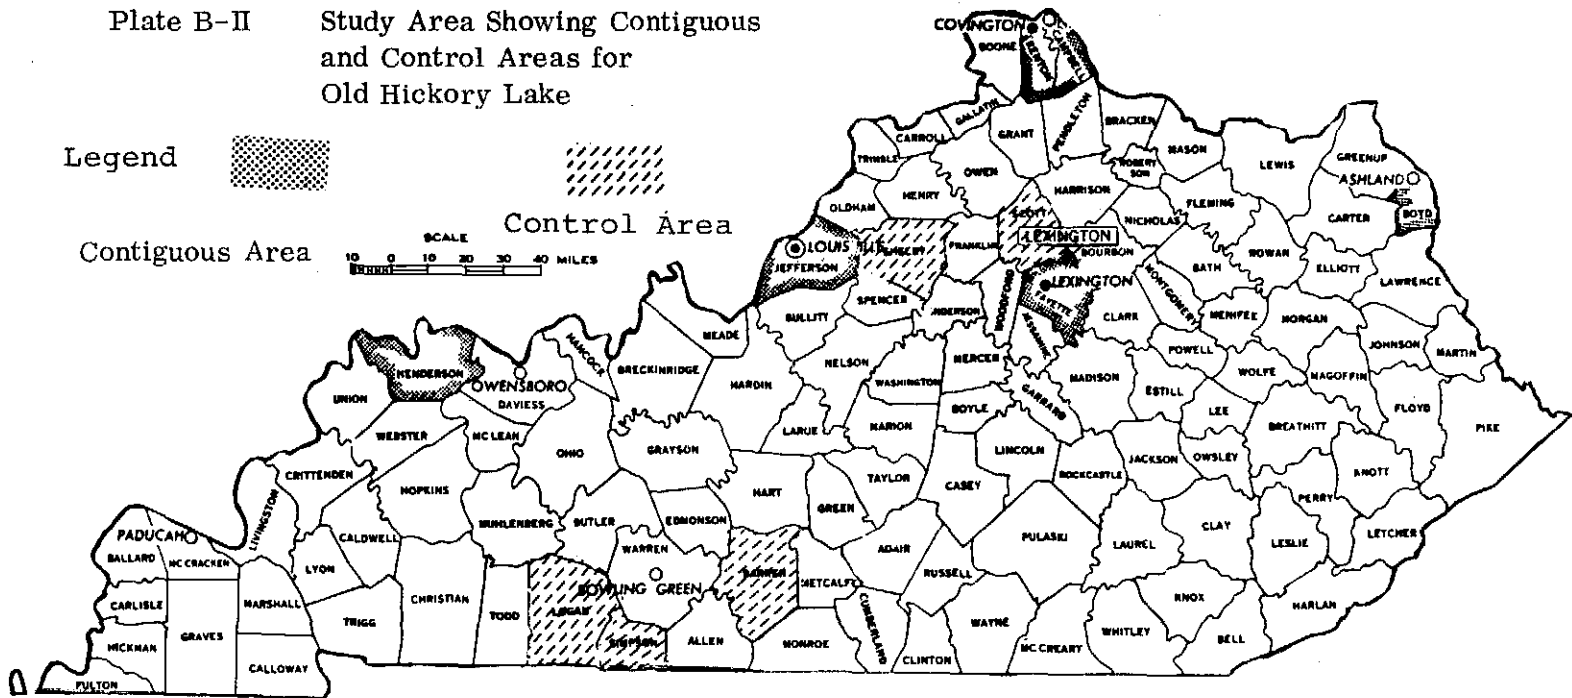 Plate B-II Study Area Showing Contiguous
and Control Areas for
Old Hickory Lake
Legend
Contiguous Area
Control Area
SCALE
10 0 10 20 30 40 MILES
COVINGTON
BOONE
KENTON
CAMPBELL
GALLATIN
CARROLL
GRANT
PENDLETON
BRACKEN
TRIMBLE
OWEN
ROBERT
SON
MASON
LEWIS
GREENUP
ASHLAND
OLDHAM
HENRY
HARRISON
FLEMING
CARTER
BOYD
SCOTT
NICHOLAS
LOUIS
JEFFERSON
SHELBY
FRANKLIN
LEXINGTON
BOURBON
ROWAN
BATH
ELLIOTT
LAWRENCE
LEXINGTON
FAYETTE
MONTGOMERY
SPENCER
ANDERSON
WOODFORD
CLARK
MENIFEE
MORGAN
BULLITT
JESSAMINE
MEADE
MERCER
POWELL
JOHNSON
MARTIN
HANCOCK
NELSON
WASHINGTON
MADISON
WOLFE
MAGOFFIN
HENDERSON
OWENSBORO
DAVIESS
BRECKINRIDGE
HARDIN
GARRARD
ESTILL
UNION
BOYLE
LEE
FLOYD
PIKE
WEBSTER
MC LEAN
OHIO
GRAYSON
LARUE
MARION
LINCOLN
BREATHITT
JACKSON
OWSLEY
ROCKCASTLE
KNOTT
CRITTENDEN
HOPKINS
HART
TAYLOR
CASEY
PERRY
LIVINGSTON
GREEN
MUHLENBERG
BUTLER
EDMONSON
CLAY
LETCHER
PADUCAH
BALLARD
MC CRACKEN
CALDWELL
WARREN
PULASKI
LAUREL
LESLIE
LYON
ADAIR
BARREN
METCALFE
RUSSELL
BOWLING GREEN
CARLISLE
MARSHALL
CHRISTIAN
TODD
LOGAN
KNOX
HARLAN
HICKMAN
GRAVES
TRIGG
SIMPSON
ALLEN
MONROE
CUMBERLAND
WAYNE
WHITLEY
BELL
CALLOWAY
CLINTON
MC CREARY
FULTON